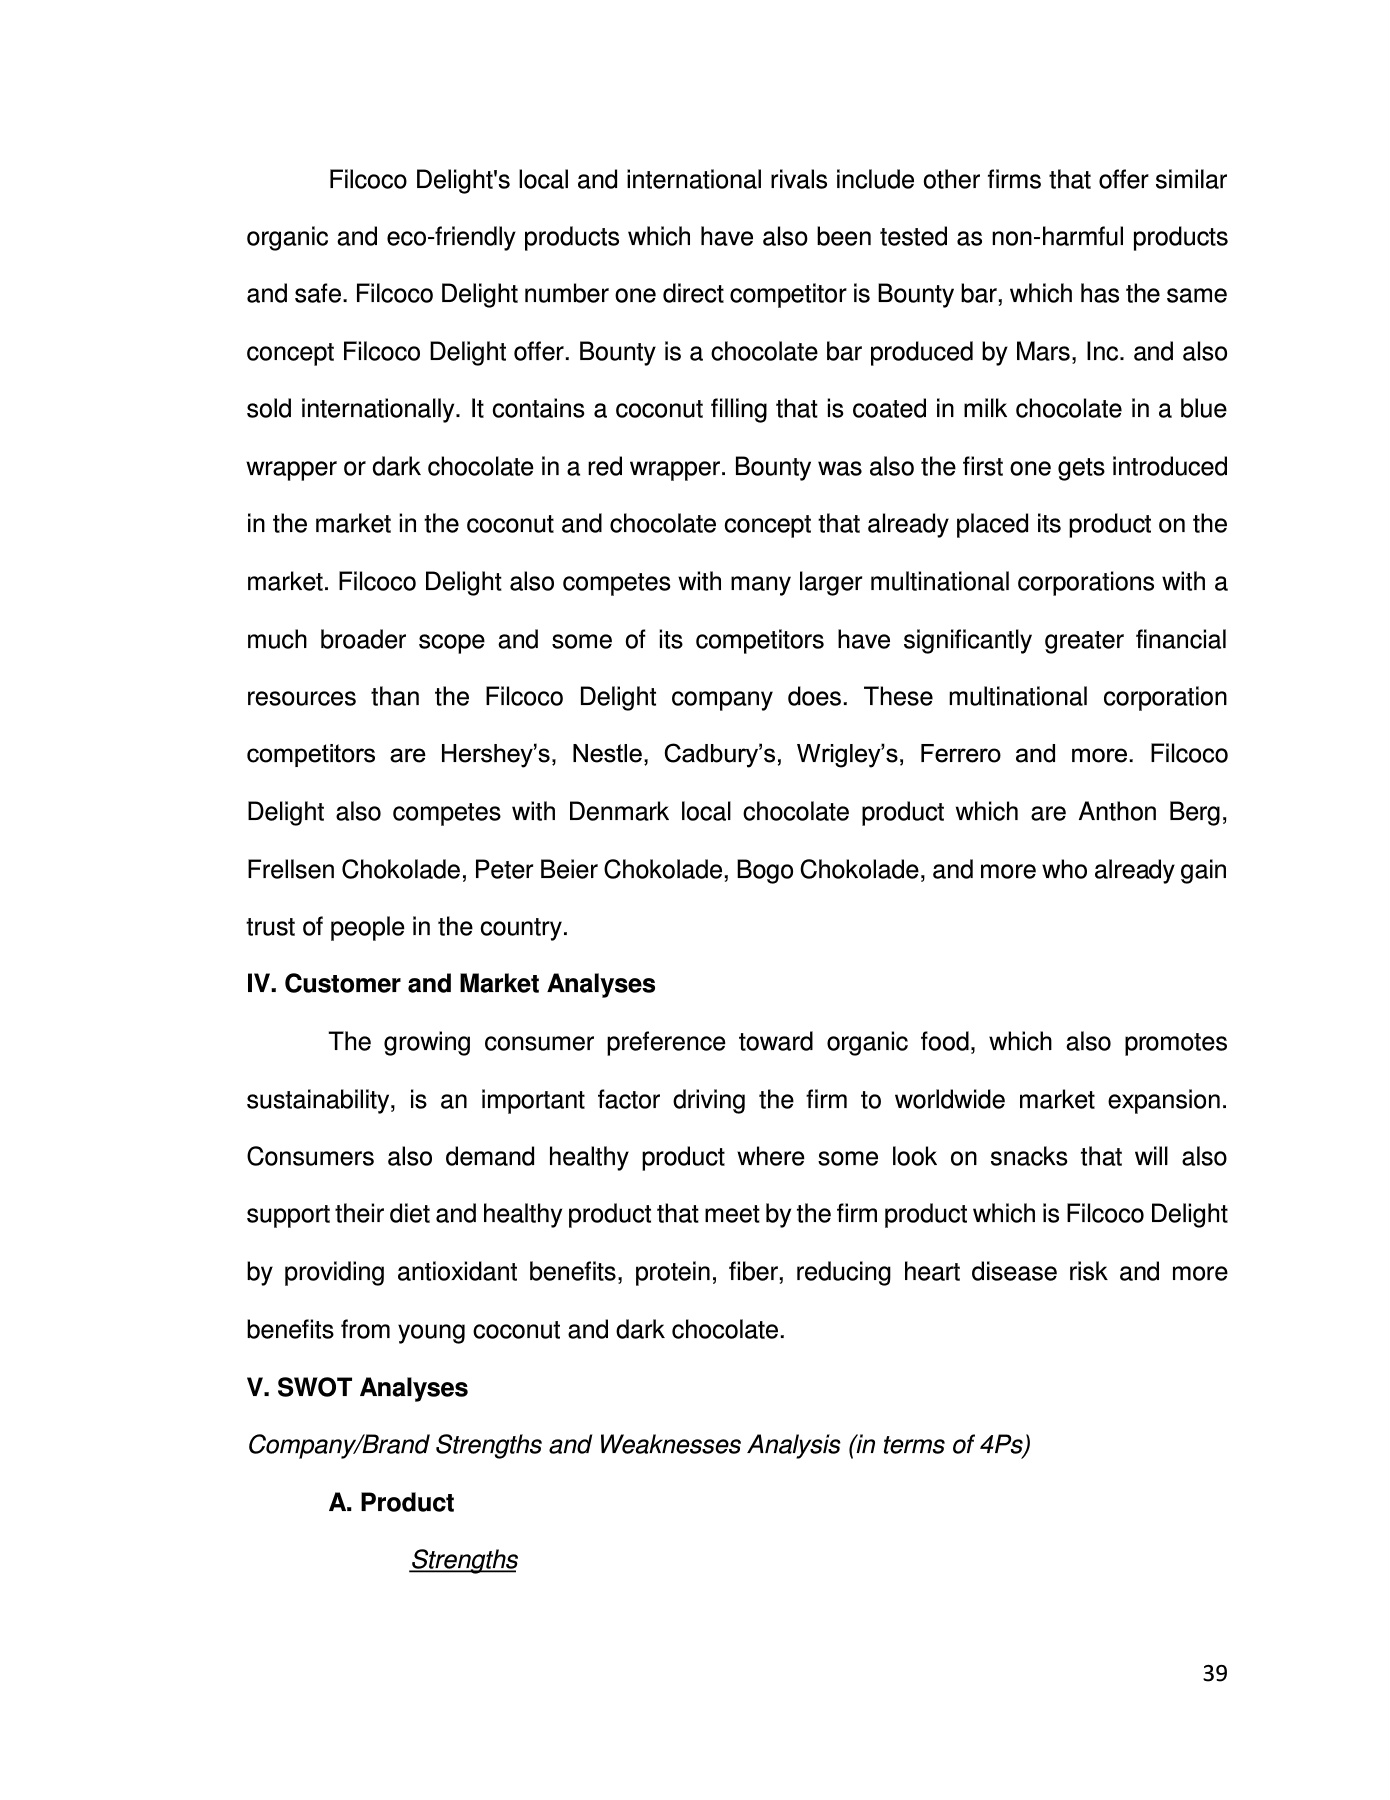 Filcoco Delight's local and international rivals include other firms that offer similar
organic and eco-friendly products which have also been tested as non-harmful products
and safe. Filcoco Delight number one direct competitor is Bounty bar, which has the same
concept Filcoco Delight offer. Bounty is a chocolate bar produced by Mars, Inc. and also
sold internationally. It contains a coconut filling that is coated in milk chocolate in a blue
wrapper or dark chocolate in a red wrapper. Bounty was also the first one gets introduced
in the market in the coconut and chocolate concept that already placed its product on the
market. Filcoco Delight also competes with many larger multinational corporations with a
much broader scope and some of its competitors have significantly greater financial
resources than the Filcoco Delight company does. These multinational corporation
competitors are Hershey’s, Nestle, Cadbury’s, Wrigley’s, Ferrero and more. Filcoco
Delight also competes with Denmark local chocolate product which are Anthon Berg,
Frellsen Chokolade, Peter Beier Chokolade, Bogo Chokolade, and more who already gain
trust of people in the country.
IV. Customer and Market Analyses
The growing consumer preference toward organic food, which also promotes
sustainability, is an important factor driving the firm to worldwide market expansion.
Consumers also demand healthy product where some look on snacks that will also
support their diet and healthy product that meet by the firm product which is Filcoco Delight
by providing antioxidant benefits, protein, fiber, reducing heart disease risk and more
benefits from young coconut and dark chocolate.
V. SWOT Analyses
Company/Brand Strengths and Weaknesses Analysis (in terms of 4Ps)
A. Product
Strengths
39